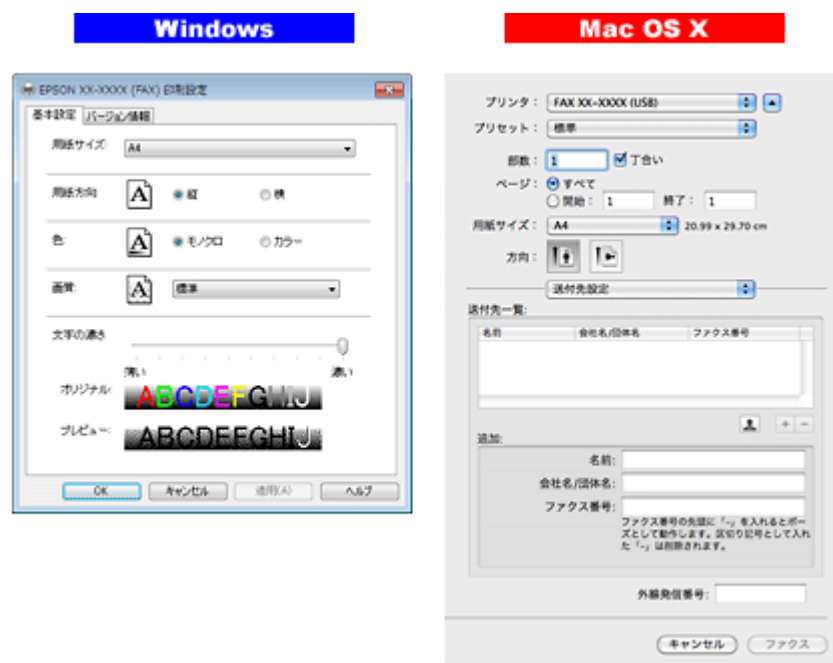 Windows
EPSON XX-XXXX (FAX) 印刷設定
基本設定 バージョン情報
用紙サイズ: A4
用紙方向: A 縦 横
色: A モノクロ カラー
画質: A 標準
文字の濃さ
薄い 濃い
オリジナル: ABCDEFGHIJ
プレビュー: ABCDEFGHIJ
OK キャンセル 適用(A) ヘルプ
Mac OS X
プリンタ: FAX XX-XXXX (USB)
プリセット: 標準
部数: 1 丁合い
ページ: すべて
開始: 1 終了: 1
用紙サイズ: A4 20.99 x 29.70 cm
方向:
送付先設定
送付先一覧:
名前 会社名/団体名 ファクス番号
+ -
追加:
名前:
会社名/団体名:
ファクス番号:
ファクス番号の先頭に「-」を入れるとポー
ズとして動作します。区切り記号として入れ
た「-」は削除されます。
外線発信番号:
キャンセル ファクス